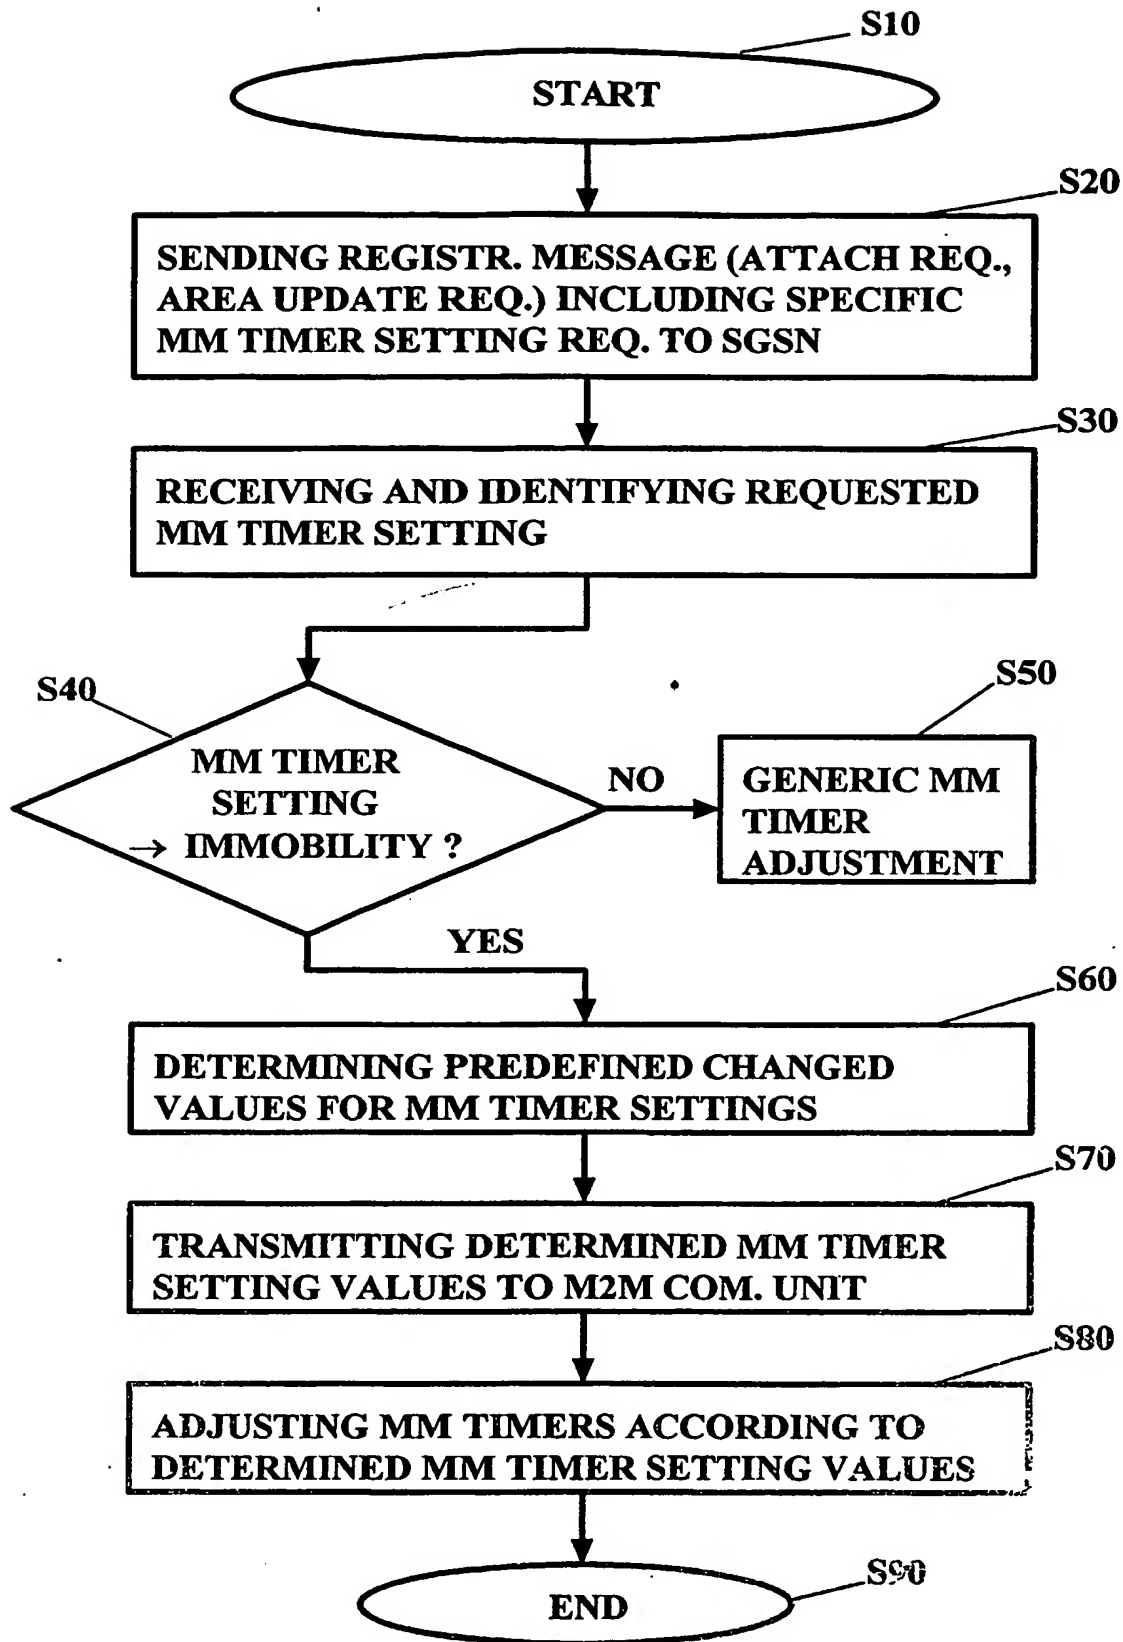 S10
START
S20
SENDING REGISTR. MESSAGE (ATTACH REQ.,
AREA UPDATE REQ.) INCLUDING SPECIFIC
MM TIMER SETTING REQ. TO SGSN
S30
RECEIVING AND IDENTIFYING REQUESTED
MM TIMER SETTING
S40
MM TIMER
SETTING
→ IMMOBILITY ?
NO
S50
GENERIC MM
TIMER
ADJUSTMENT
YES
S60
DETERMINING PREDEFINED CHANGED
VALUES FOR MM TIMER SETTINGS
S70
TRANSMITTING DETERMINED MM TIMER
SETTING VALUES TO M2M COM. UNIT
S80
ADJUSTING MM TIMERS ACCORDING TO
DETERMINED MM TIMER SETTING VALUES
S90
END